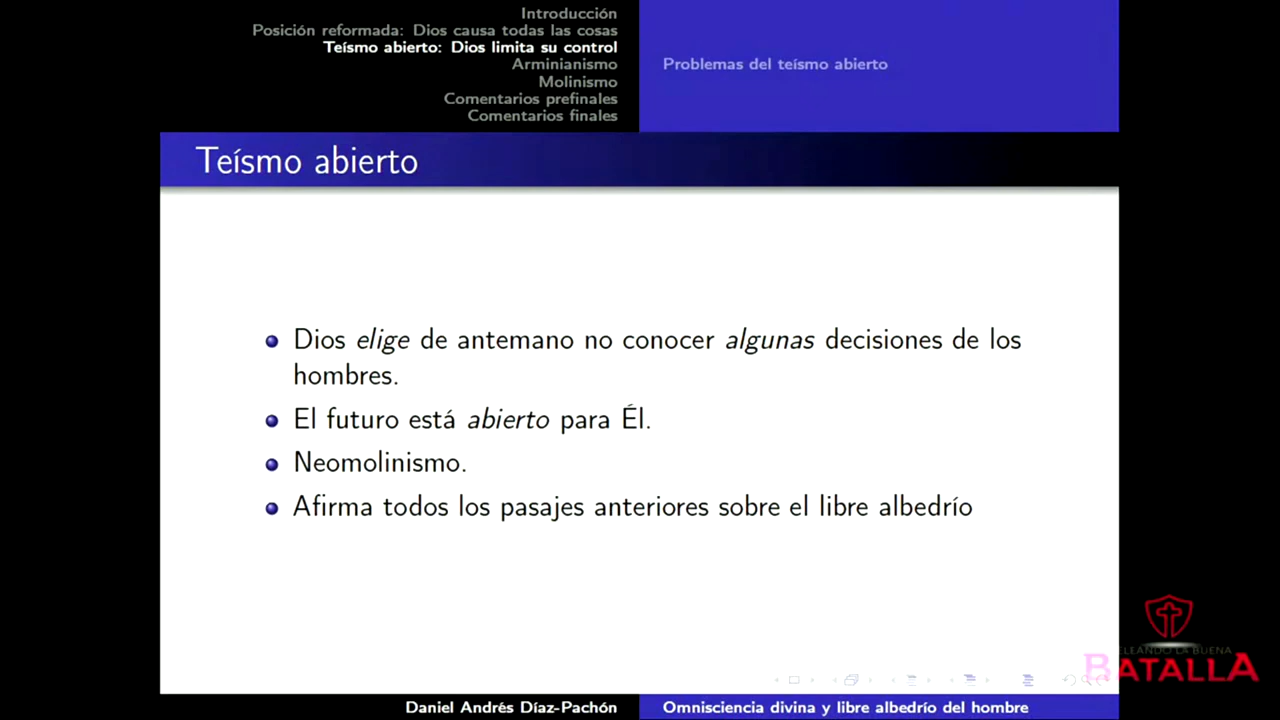 Introducción
Posición reformada: Dios causa todas las cosas
Teísmo abierto: Dios limita su control
Arminianismo
Molinismo
Comentarios prefinales
Comentarios finales
Problemas del teísmo abierto
Teísmo abierto
Dios elige de antemano no conocer algunas decisiones de los
hombres.
El futuro está abierto para Él.
Neomolinismo.
Afirma todos los pasajes anteriores sobre el libre albedrío
ELEANDO LA BUENA
BATALLA
Daniel Andrés Díaz-Pachón
Omnisciencia divina y libre albedrío del hombre